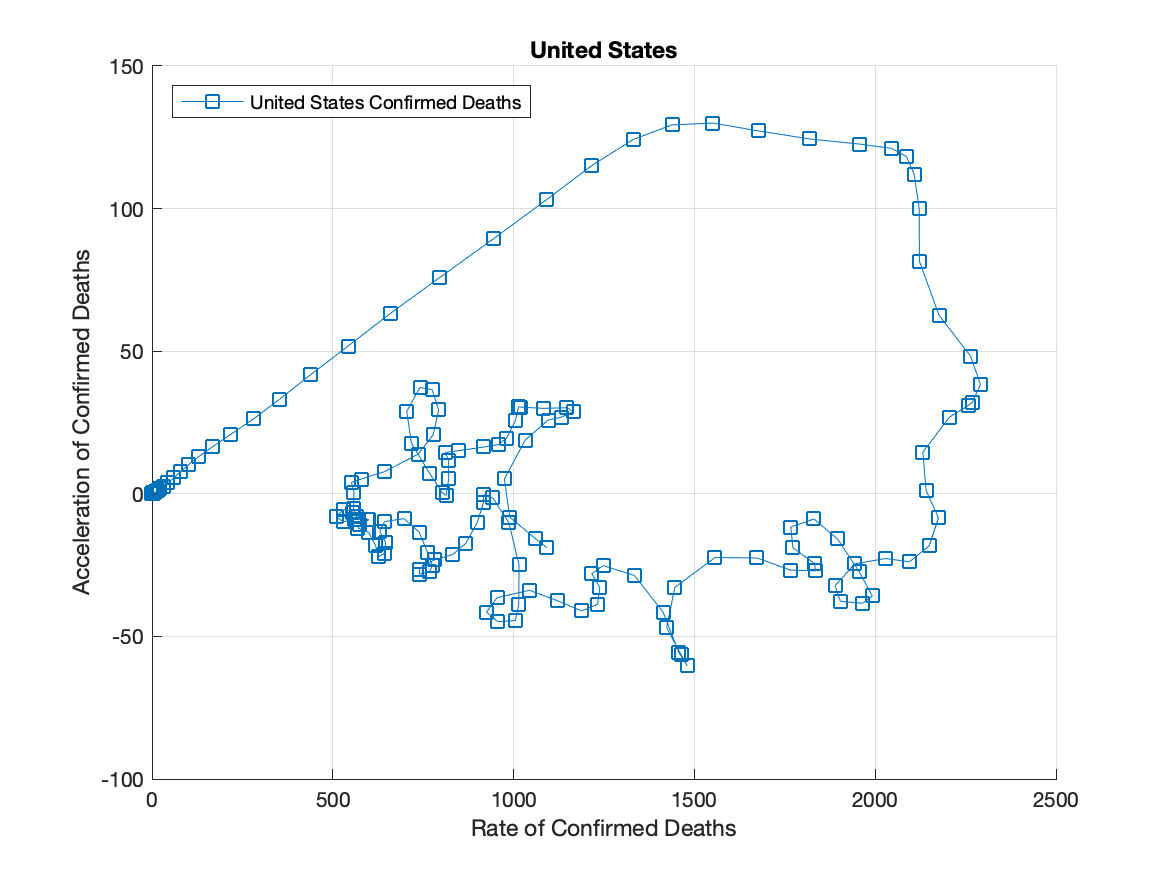 United States
150
United States Confirmed Deaths
100
50
0
-50
-100
Acceleration of Confirmed Deaths
0 500 1000 1500 2000 2500
Rate of Confirmed Deaths